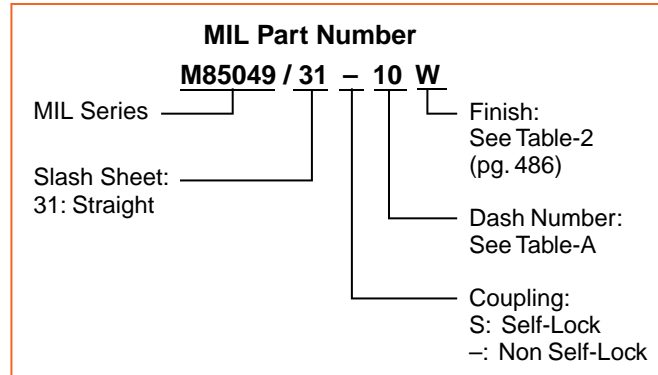 MIL Part Number
M85049 / 31 – 10 W
MIL Series
Slash Sheet:
31: Straight
Finish:
See Table-2
(pg. 486)
Dash Number:
See Table-A
Coupling:
S: Self-Lock
–: Non Self-Lock